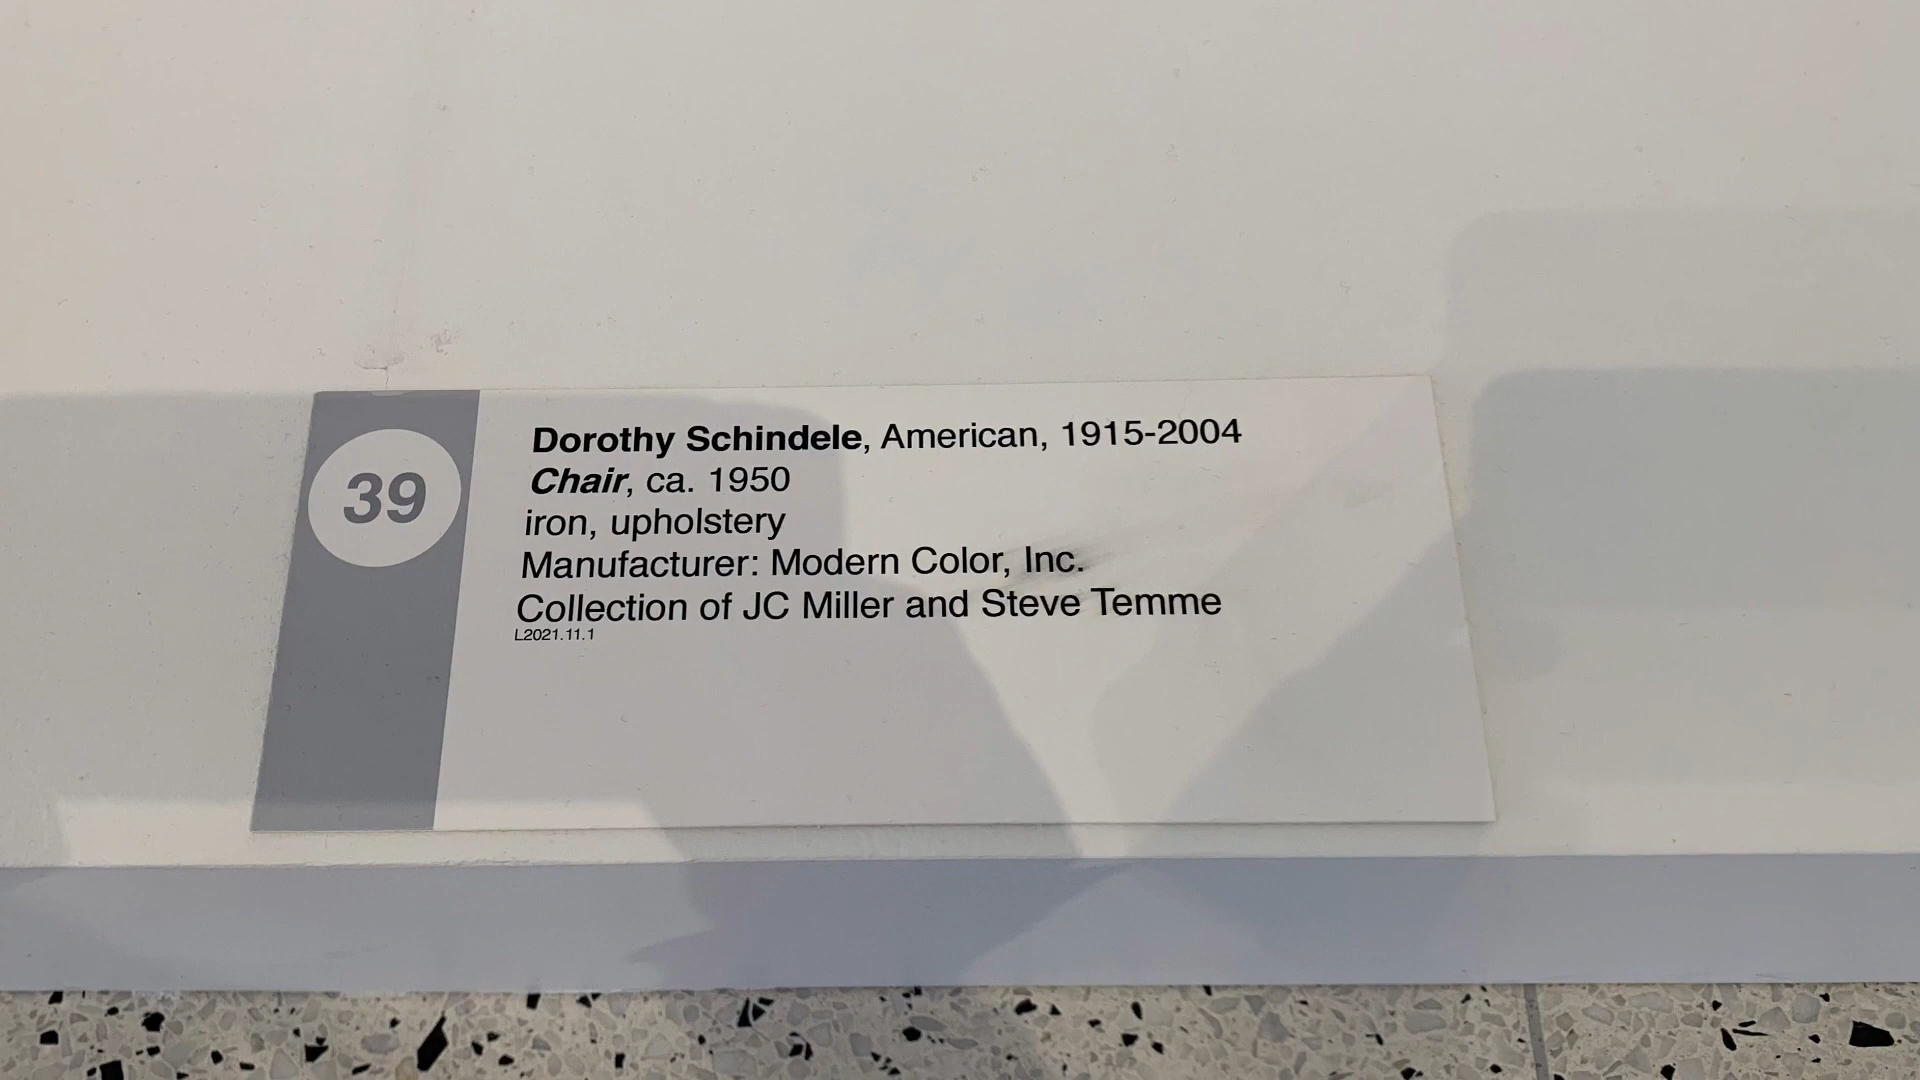 39
Dorothy Schindele, American, 1915-2004
Chair, ca. 1950
iron, upholstery
Manufacturer: Modern Color, Inc.
Collection of JC Miller and Steve Temme
L2021.11.1